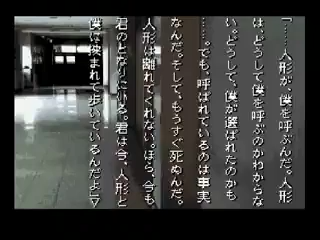 「……人形が、僕を呼ぶんだ。人形
は、どうして僕を呼ぶのかわからな
い。どうして、僕が選ばれたのかも
……。でも、呼ばれているのは事実
なんだ。そして、もうすぐ死ぬんだ。
人形は離れてくれない。ほら、今も、
君のとなりにいる。君は今、人形と
僕に挟まれて歩いているんだよ」▽